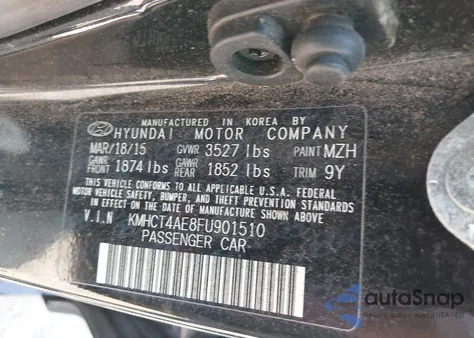 MANUFACTURED IN KOREA BY
HYUNDAI MOTOR COMPANY
MAR/18/15 GVWR 3527 lbs PAINT MZH
GAWR FRONT 1874 lbs GAWR REAR 1852 lbs TRIM 9Y
THIS VEHICLE CONFORMS TO ALL APPLICABLE U.S.A. FEDERAL
MOTOR VEHICLE SAFETY, BUMPER, AND THEFT PREVENTION STANDARDS
IN EFFECT ON THE DATE OF MANUFACTURE SHOWN ABOVE.
V.I.N KMHCT4AE8FU901510
PASSENGER CAR
autoSnap